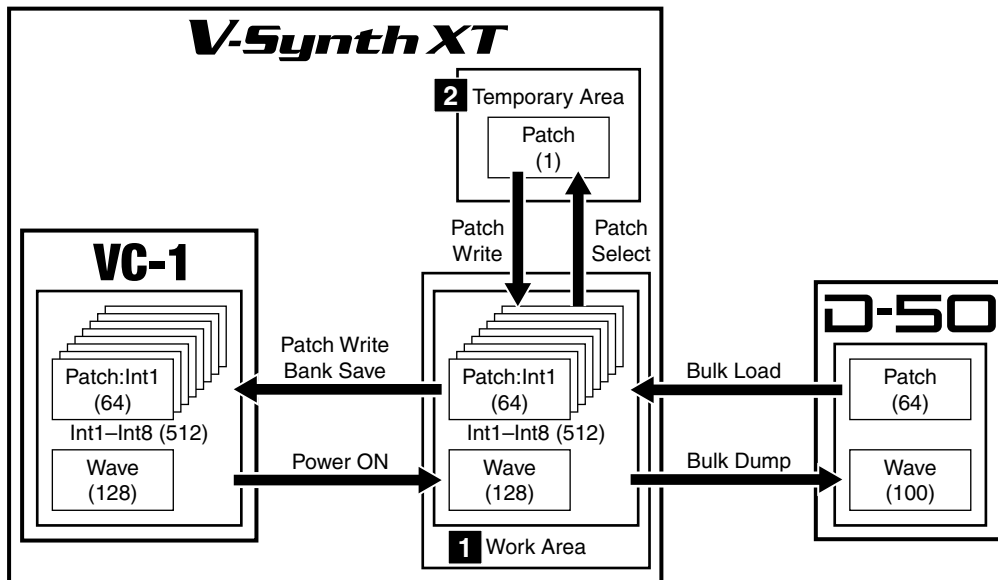 V-Synth XT
2 Temporary Area
Patch
(1)
Patch
Write
Patch
Select
VC-1
Patch:Int1
(64)
Int1–Int8 (512)
Wave
(128)
Patch Write
Bank Save
Power ON
Patch:Int1
(64)
Int1–Int8 (512)
Wave
(128)
1 Work Area
Bulk Load
Bulk Dump
D-50
Patch
(64)
Wave
(100)